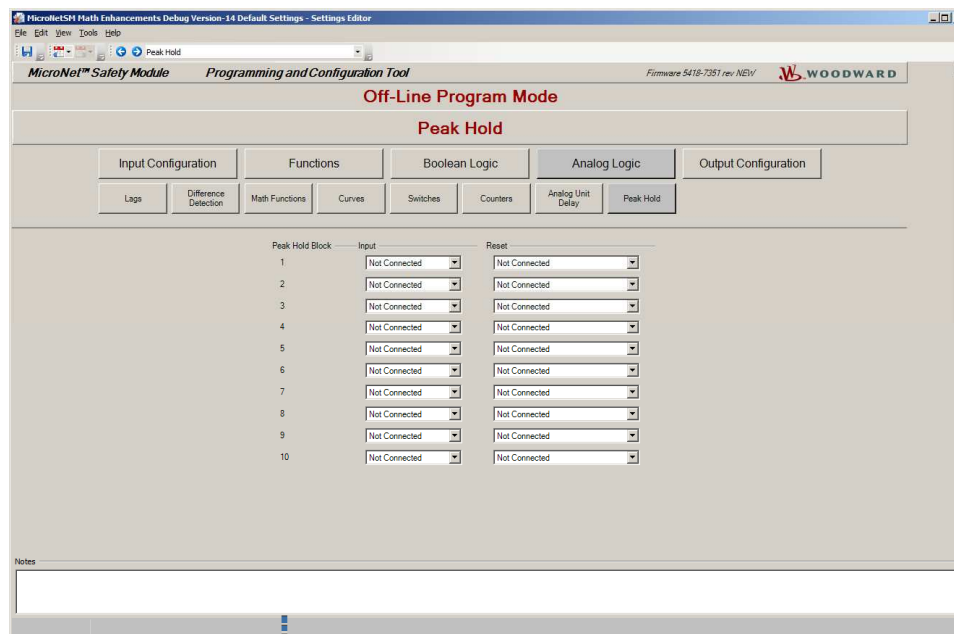 MicroNetSM Math Enhancements Debug Version-14 Default Settings - Settings Editor
File Edit View Tools Help
Peak Hold
MicroNet™ Safety Module Programming and Configuration Tool Firmware 5418-7351 rev NEW WOODWARD
Off-Line Program Mode
Peak Hold
Input Configuration Functions Boolean Logic Analog Logic Output Configuration
Lags Difference Detection Math Functions Curves Switches Counters Analog Unit Delay Peak Hold
Peak Hold Block Input Reset
1 Not Connected Not Connected
2 Not Connected Not Connected
3 Not Connected Not Connected
4 Not Connected Not Connected
5 Not Connected Not Connected
6 Not Connected Not Connected
7 Not Connected Not Connected
8 Not Connected Not Connected
9 Not Connected Not Connected
10 Not Connected Not Connected
Notes